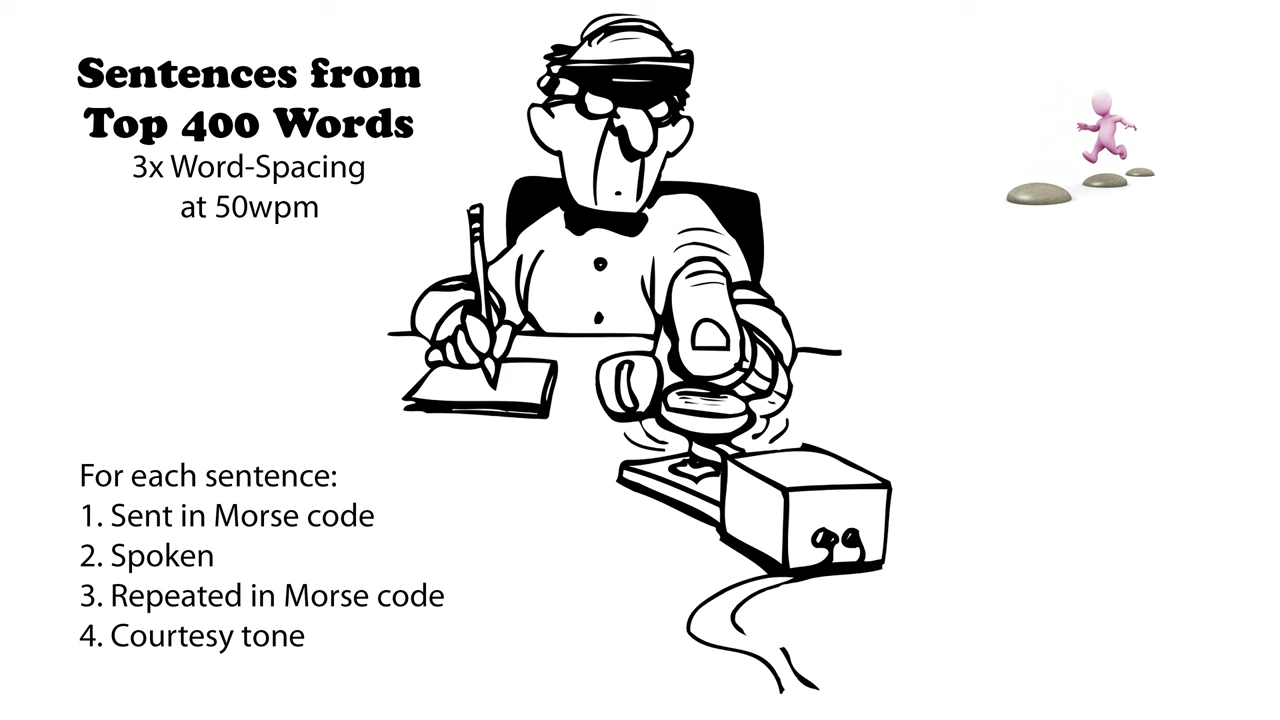 Sentences from
Top 400 Words
3x Word-Spacing
at 50wpm
For each sentence:
1. Sent in Morse code
2. Spoken
3. Repeated in Morse code
4. Courtesy tone